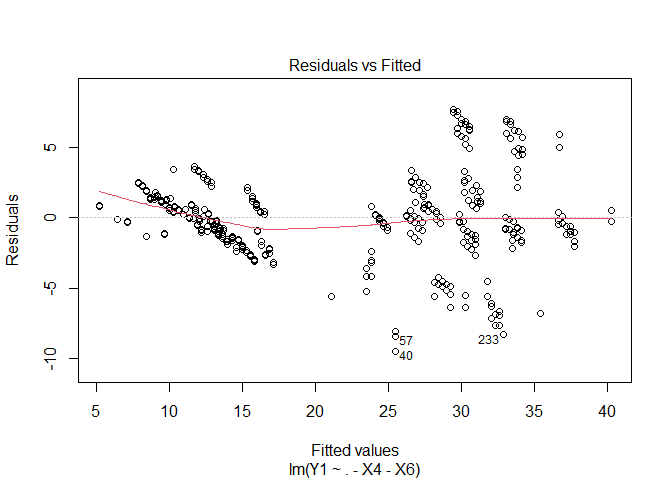 Residuals vs Fitted
5
0
-5
-10
Residuals
57
40
233
5 10 15 20 25 30 35 40
Fitted values
lm(Y1 ~ . - X4 - X6)